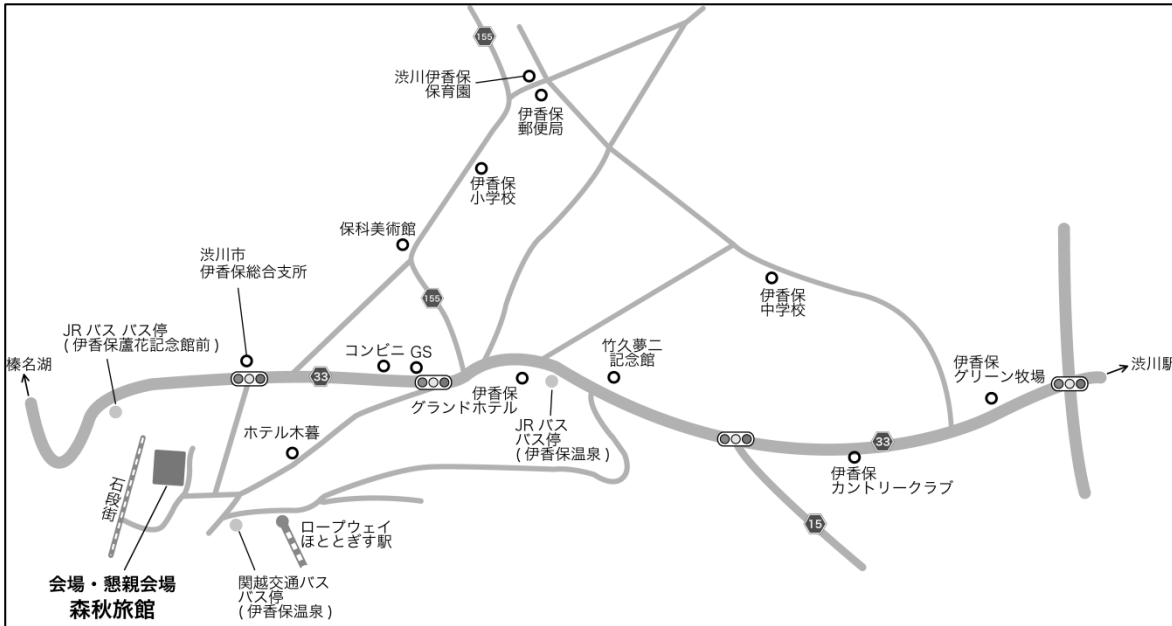 155
渋川伊香保
保育園
伊香保
郵便局
伊香保
小学校
保科美術館
渋川市
伊香保総合支所
155
伊香保
中学校
JR バス バス停
( 伊香保蘆花記念館前 )
榛名湖
コンビニ GS
竹久夢二
記念館
伊香保
グリーン牧場
渋川駅
33
伊香保
グランドホテル
JR バス
バス停
( 伊香保温泉 )
ホテル木暮
33
伊香保
カントリークラブ
石段街
15
ロープウェイ
ほととぎす駅
会場・懇親会場
森秋旅館
関越交通バス
バス停
( 伊香保温泉 )